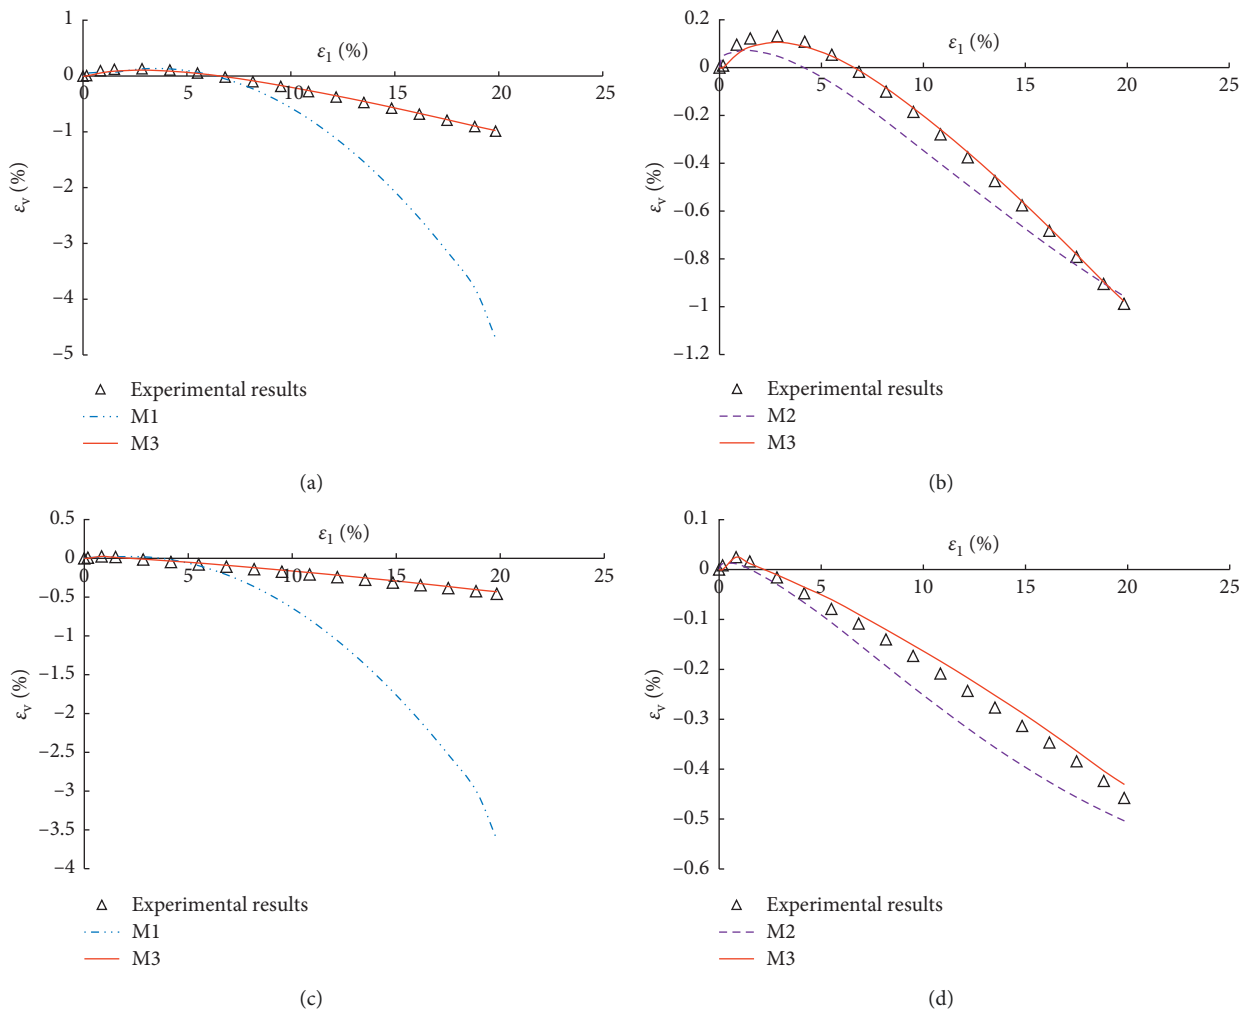 1
0
−1
−2
−3
−4
−5
ε1 (%)
0 5 10 15 20 25
εv (%)
Experimental results
M1
M3
(a)
0.2
0
−0.2
−0.4
−0.6
−0.8
−1
−1.2
ε1 (%)
0 5 10 15 20 25
εv (%)
Experimental results
M2
M3
(b)
0.5
0
−0.5
−1
−1.5
−2
−2.5
−3
−3.5
−4
ε1 (%)
0 5 10 15 20 25
εv (%)
Experimental results
M1
M3
(c)
0.1
0
−0.1
−0.2
−0.3
−0.4
−0.5
−0.6
ε1 (%)
0 5 10 15 20 25
εv (%)
Experimental results
M2
M3
(d)